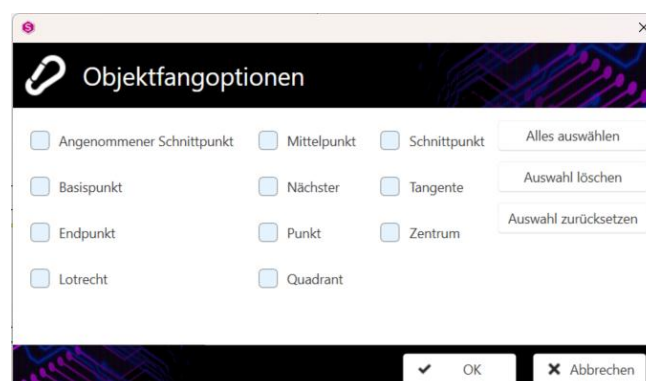 Objektfangoptionen
Angenommener Schnittpunkt Mittelpunkt Schnittpunkt Alles auswählen
Basispunkt Nächster Tangente Auswahl löschen
Endpunkt Punkt Zentrum Auswahl zurücksetzen
Lotrecht Quadrant
OK Abbrechen